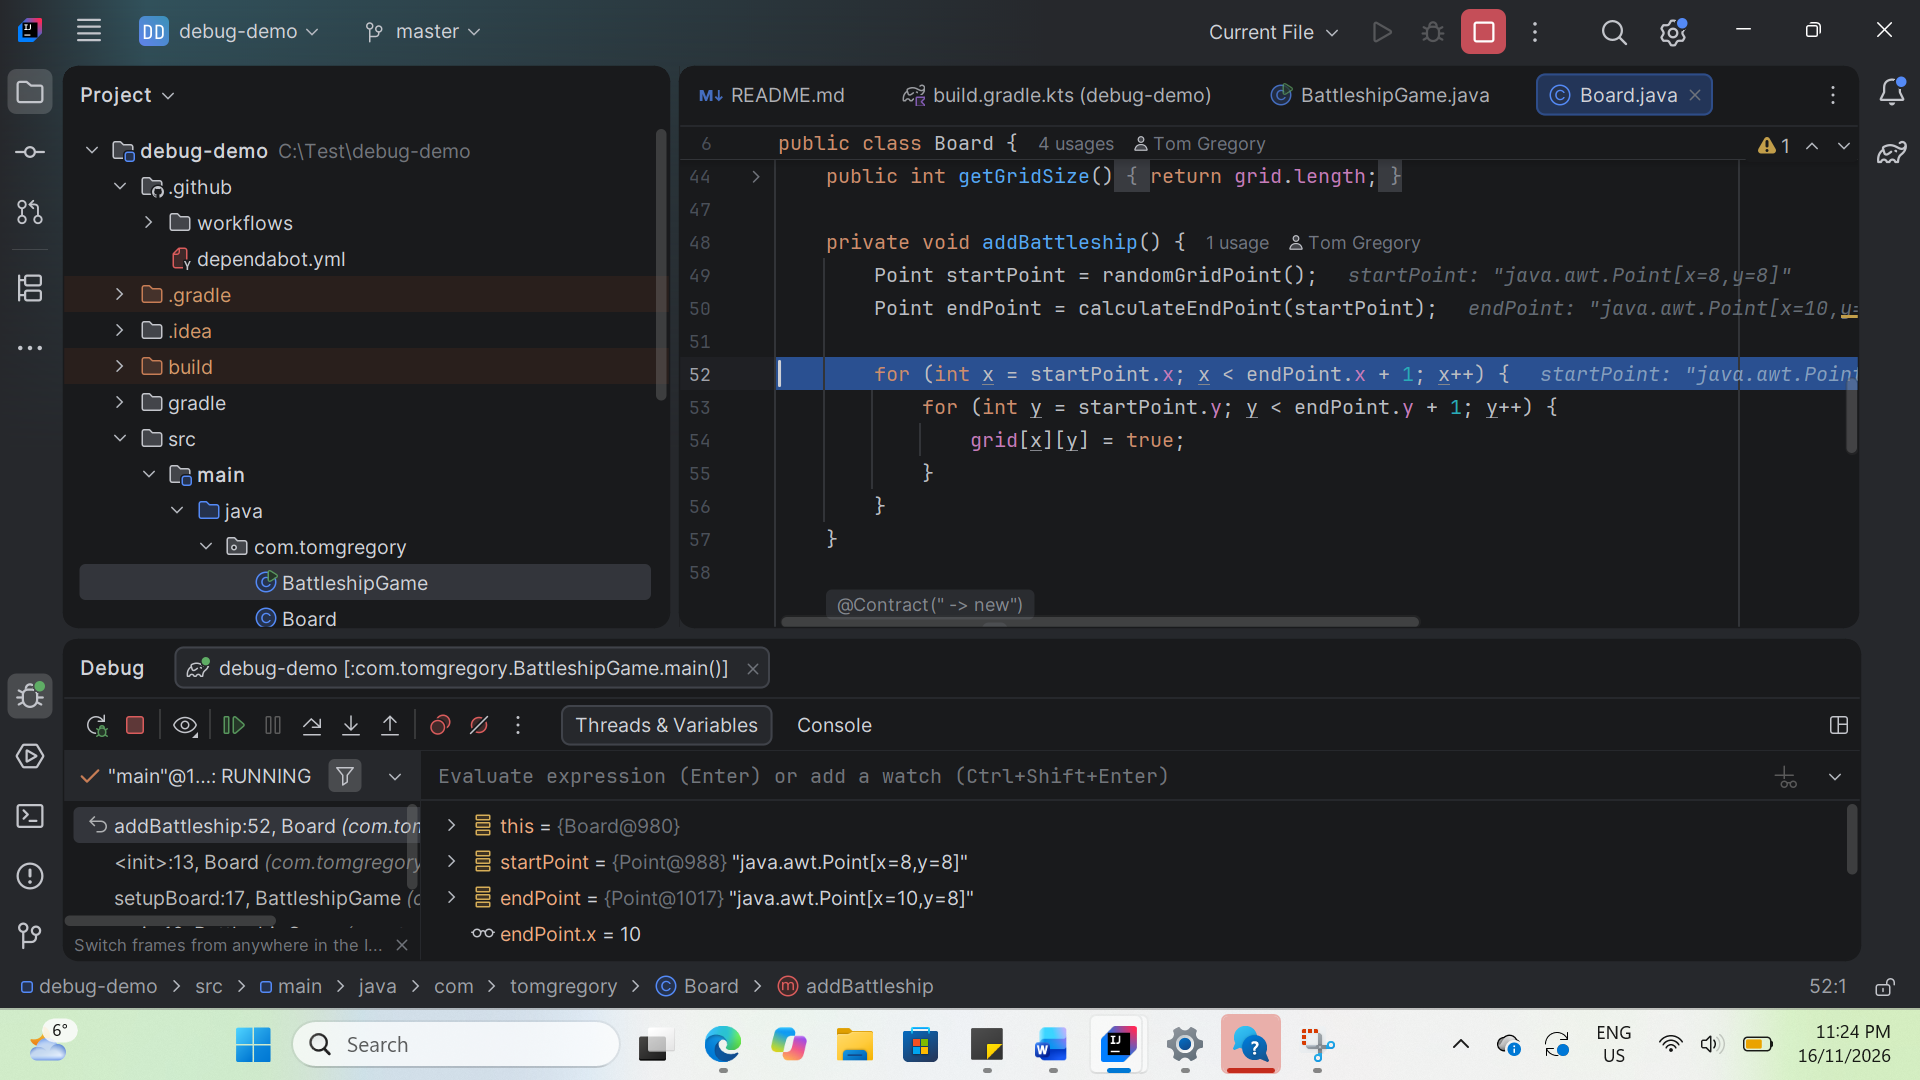 DD debug-demo master Current File
Project
debug-demo C:\Test\debug-demo
.github
workflows
dependabot.yml
.gradle
.idea
build
gradle
src
main
java
com.tomgregory
BattleshipGame
Board
README.md build.gradle.kts (debug-demo) BattleshipGame.java Board.java
6 public class Board { 4 usages Tom Gregory 1
44 public int getGridSize() { return grid.length; }
47
48 private void addBattleship() { 1 usage Tom Gregory
49 Point startPoint = randomGridPoint(); startPoint: "java.awt.Point[x=8,y=8]"
50 Point endPoint = calculateEndPoint(startPoint); endPoint: "java.awt.Point[x=10,y=
51
52 for (int x = startPoint.x; x < endPoint.x + 1; x++) { startPoint: "java.awt.Point
53 for (int y = startPoint.y; y < endPoint.y + 1; y++) {
54 grid[x][y] = true;
55 }
56 }
57 }
58
@Contract(" -> new")
Debug debug-demo [:com.tomgregory.BattleshipGame.main()]
Threads & Variables Console
"main"@1...: RUNNING
Evaluate expression (Enter) or add a watch (Ctrl+Shift+Enter)
addBattleship:52, Board (com.tom
<init>:13, Board (com.tomgregory
setupBoard:17, BattleshipGame (c
Switch frames from anywhere in the I...
this = {Board@980}
startPoint = {Point@988} "java.awt.Point[x=8,y=8]"
endPoint = {Point@1017} "java.awt.Point[x=10,y=8]"
endPoint.x = 10
debug-demo > src > main > java > com > tomgregory > Board > addBattleship 52:1
6°
Search
ENG
US
11:24 PM
16/11/2026